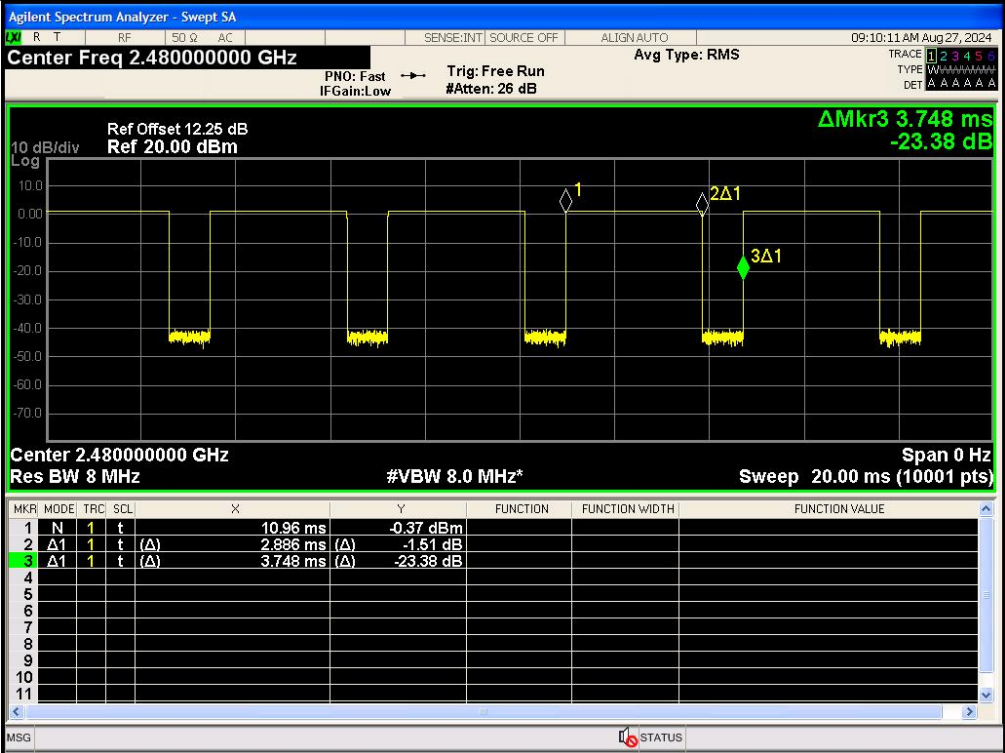 Agilent Spectrum Analyzer - Swept SA
LXI R T RF 50 Ω AC SENSE:INT SOURCE OFF ALIGNAUTO 09:10:11 AM Aug 27, 2024
Center Freq 2.480000000 GHz
PNO: Fast
IFGain:Low
Trig: Free Run
#Atten: 26 dB
Avg Type: RMS
TRACE 1 2 3 4 5 6
TYPE W
DET A A A A A A
ΔMkr3 3.748 ms
-23.38 dB
Ref Offset 12.25 dB
10 dB/div Ref 20.00 dBm
Log
10.0
0.00
-10.0
-20.0
-30.0
-40.0
-50.0
-60.0
-70.0
1
2Δ1
3Δ1
Center 2.480000000 GHz Span 0 Hz
Res BW 8 MHz #VBW 8.0 MHz* Sweep 20.00 ms (10001 pts)
MKR MODE TRC SCL X Y FUNCTION FUNCTION WIDTH FUNCTION VALUE
1 N 1 t 10.96 ms -0.37 dBm
2 Δ1 1 t (Δ) 2.886 ms (Δ) -1.51 dB
3 Δ1 1 t (Δ) 3.748 ms (Δ) -23.38 dB
4
5
6
7
8
9
10
11
MSG STATUS